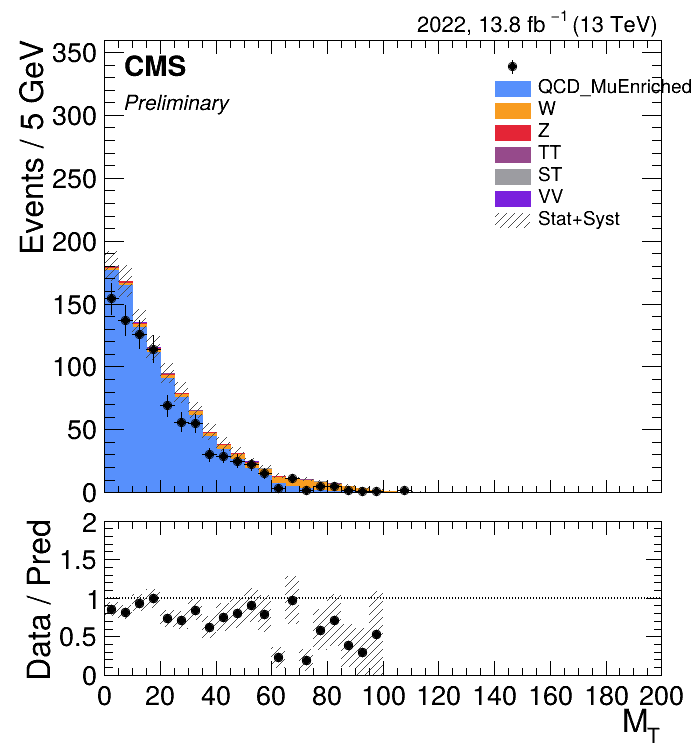 2022, 13.8 fb⁻¹ (13 TeV)
CMS
Preliminary
QCD_MuEnriched
W
Z
TT
ST
VV
Stat+Syst
Events / 5 GeV
350
300
250
200
150
100
50
0
Data / Pred
2
1.5
1
0.5
0
0 20 40 60 80 100 120 140 160 180 200
M_T